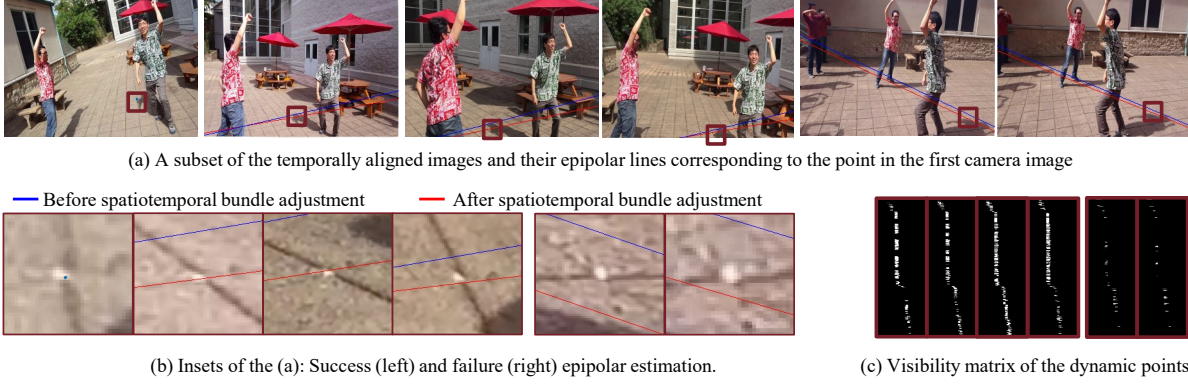 (a) A subset of the temporally aligned images and their epipolar lines corresponding to the point in the first camera image
Before spatiotemporal bundle adjustment
After spatiotemporal bundle adjustment
(b) Insets of the (a): Success (left) and failure (right) epipolar estimation.
(c) Visibility matrix of the dynamic points